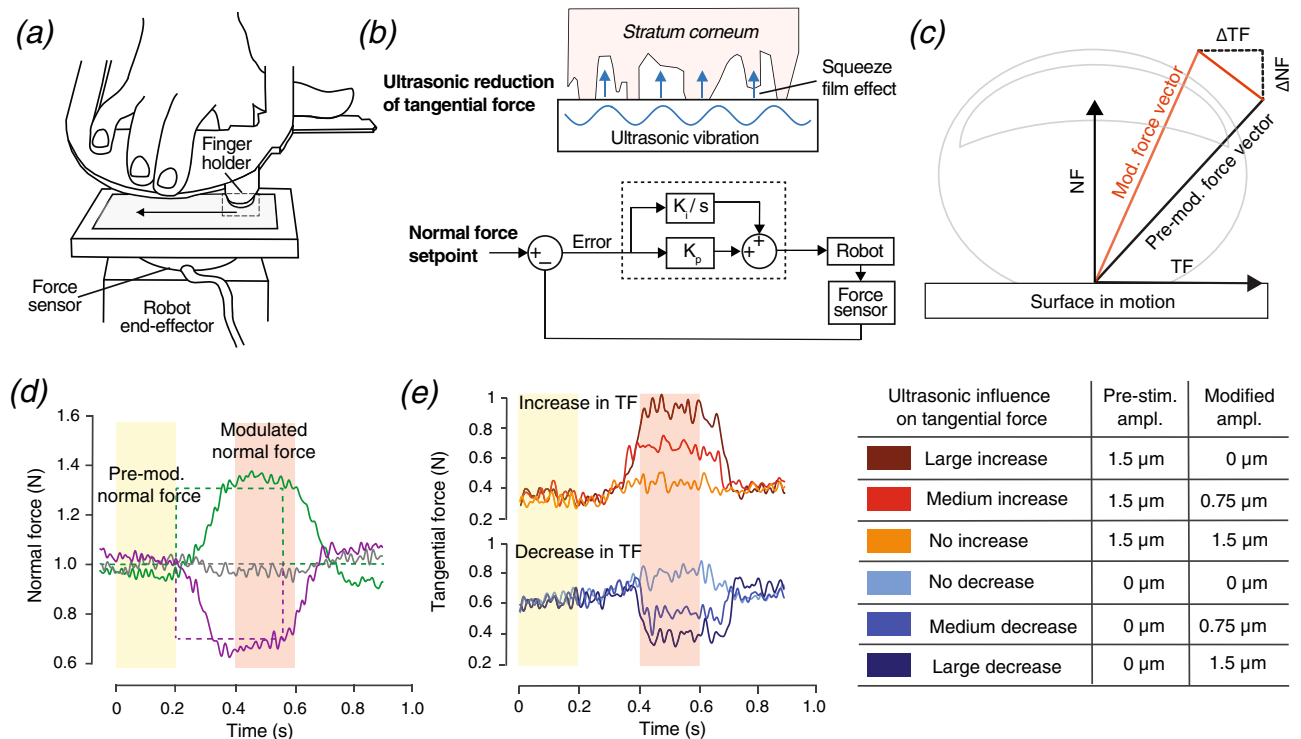 (a)
Finger
holder
Force
sensor
Robot
end-effector
(b)
Stratum corneum
Ultrasonic reduction
of tangential force
Squeeze
film effect
Ultrasonic vibration
Normal force
setpoint
+
–
Error
Ki / s
Kp
+
+
Robot
Force
sensor
(c)
ΔTF
ΔNF
NF
Mod. force vector
Pre-mod. force vector
TF
Surface in motion
(d)
1.6
1.4
1.2
1.0
0.8
0.6
Normal force (N)
Pre-mod.
normal force
Modulated
normal force
0
0.2
0.4
0.6
0.8
1.0
Time (s)
(e)
Increase in TF
1
0.8
0.6
0.4
0.2
Decrease in TF
1
0.8
0.6
0.4
0.2
Tangential force (N)
0
0.2
0.4
0.6
0.8
1.0
Time (s)
Ultrasonic influence
on tangential force
Pre-stim.
ampl.
Modified
ampl.
Large increase 1.5 µm 0 µm
Medium increase 1.5 µm 0.75 µm
No increase 1.5 µm 1.5 µm
No decrease 0 µm 0 µm
Medium decrease 0 µm 0.75 µm
Large decrease 0 µm 1.5 µm